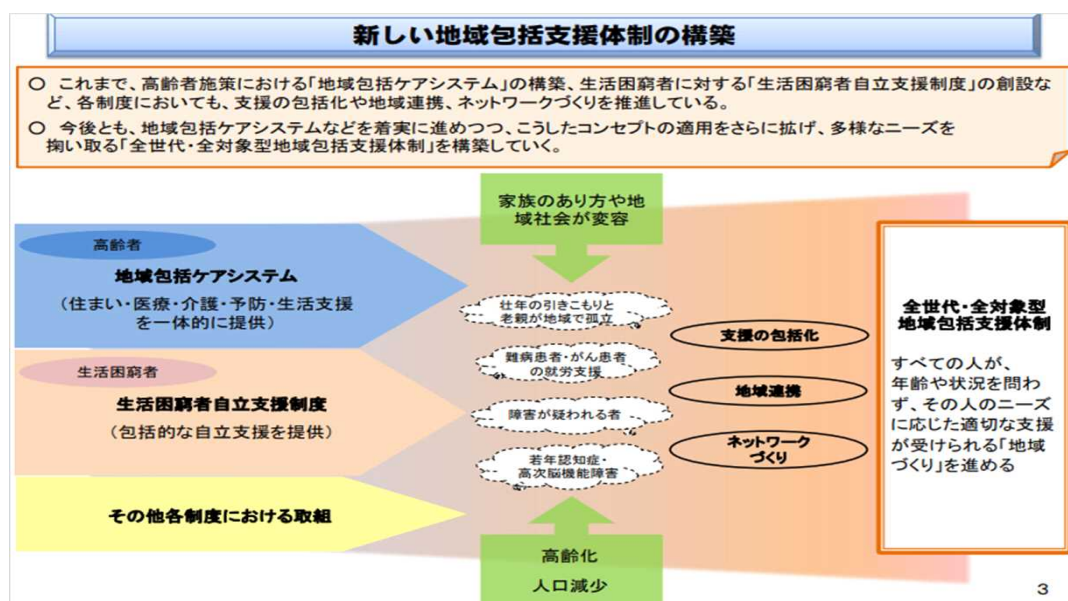 新しい地域包括支援体制の構築
○ これまで、高齢者施策における「地域包括ケアシステム」の構築、生活困窮者に対する「生活困窮者自立支援制度」の創設な
ど、各制度においても、支援の包括化や地域連携、ネットワークづくりを推進している。
○ 今後とも、地域包括ケアシステムなどを着実に進めつつ、こうしたコンセプトの適用をさらに拡げ、多様なニーズを
掬い取る「全世代・全対象型地域包括支援体制」を構築していく。
家族のあり方や地
域社会が変容
高齢者
地域包括ケアシステム
（住まい・医療・介護・予防・生活支援
を一体的に提供）
生活困窮者
生活困窮者自立支援制度
（包括的な自立支援を提供）
その他各制度における取組
壮年の引きこもりと
老親が地域で孤立
難病患者・がん患者
の就労支援
障害が疑われる者
若年認知症・
高次脳機能障害
高齢化
人口減少
支援の包括化
地域連携
ネットワーク
づくり
全世代・全対象型
地域包括支援体制
すべての人が、
年齢や状況を問わ
ず、その人のニーズ
に応じた適切な支援
が受けられる「地域
づくり」を進める
3